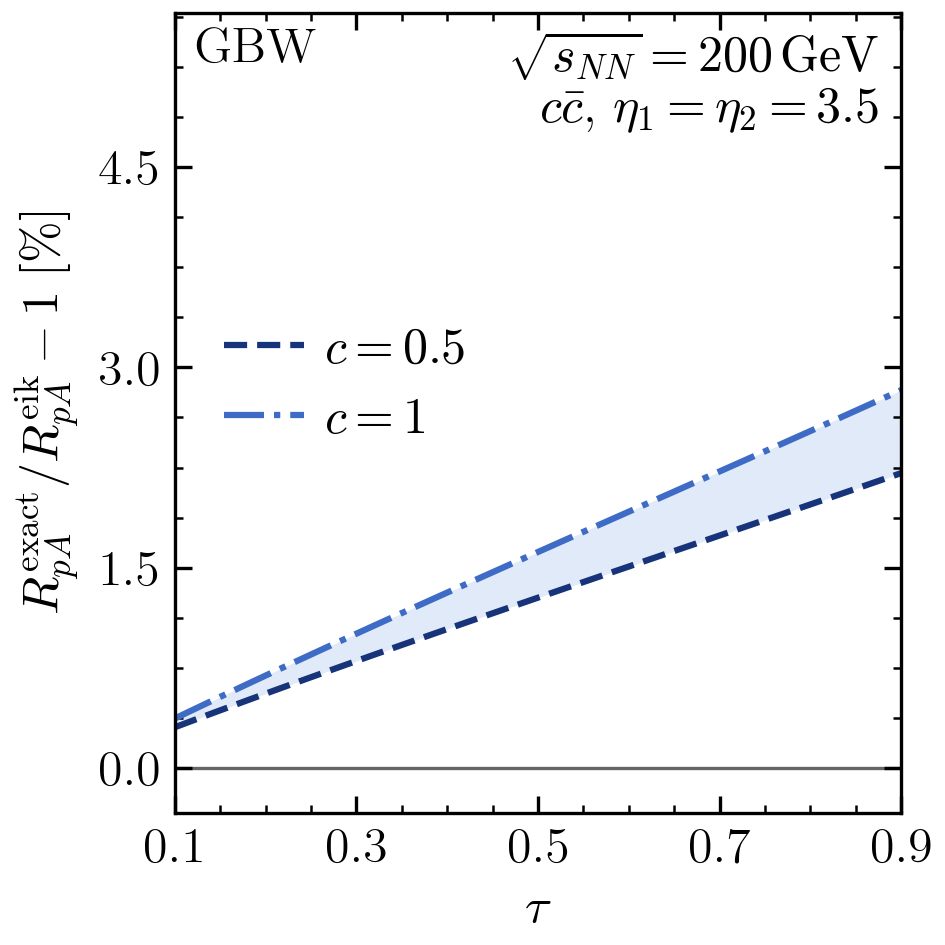 GBW
√s_NN = 200 GeV
cc̄, η₁ = η₂ = 3.5
R_pA^exact / R_pA^eik − 1 [%]
4.5
3.0
1.5
0.0
c = 0.5
c = 1
0.1 0.3 0.5 0.7 0.9
τ